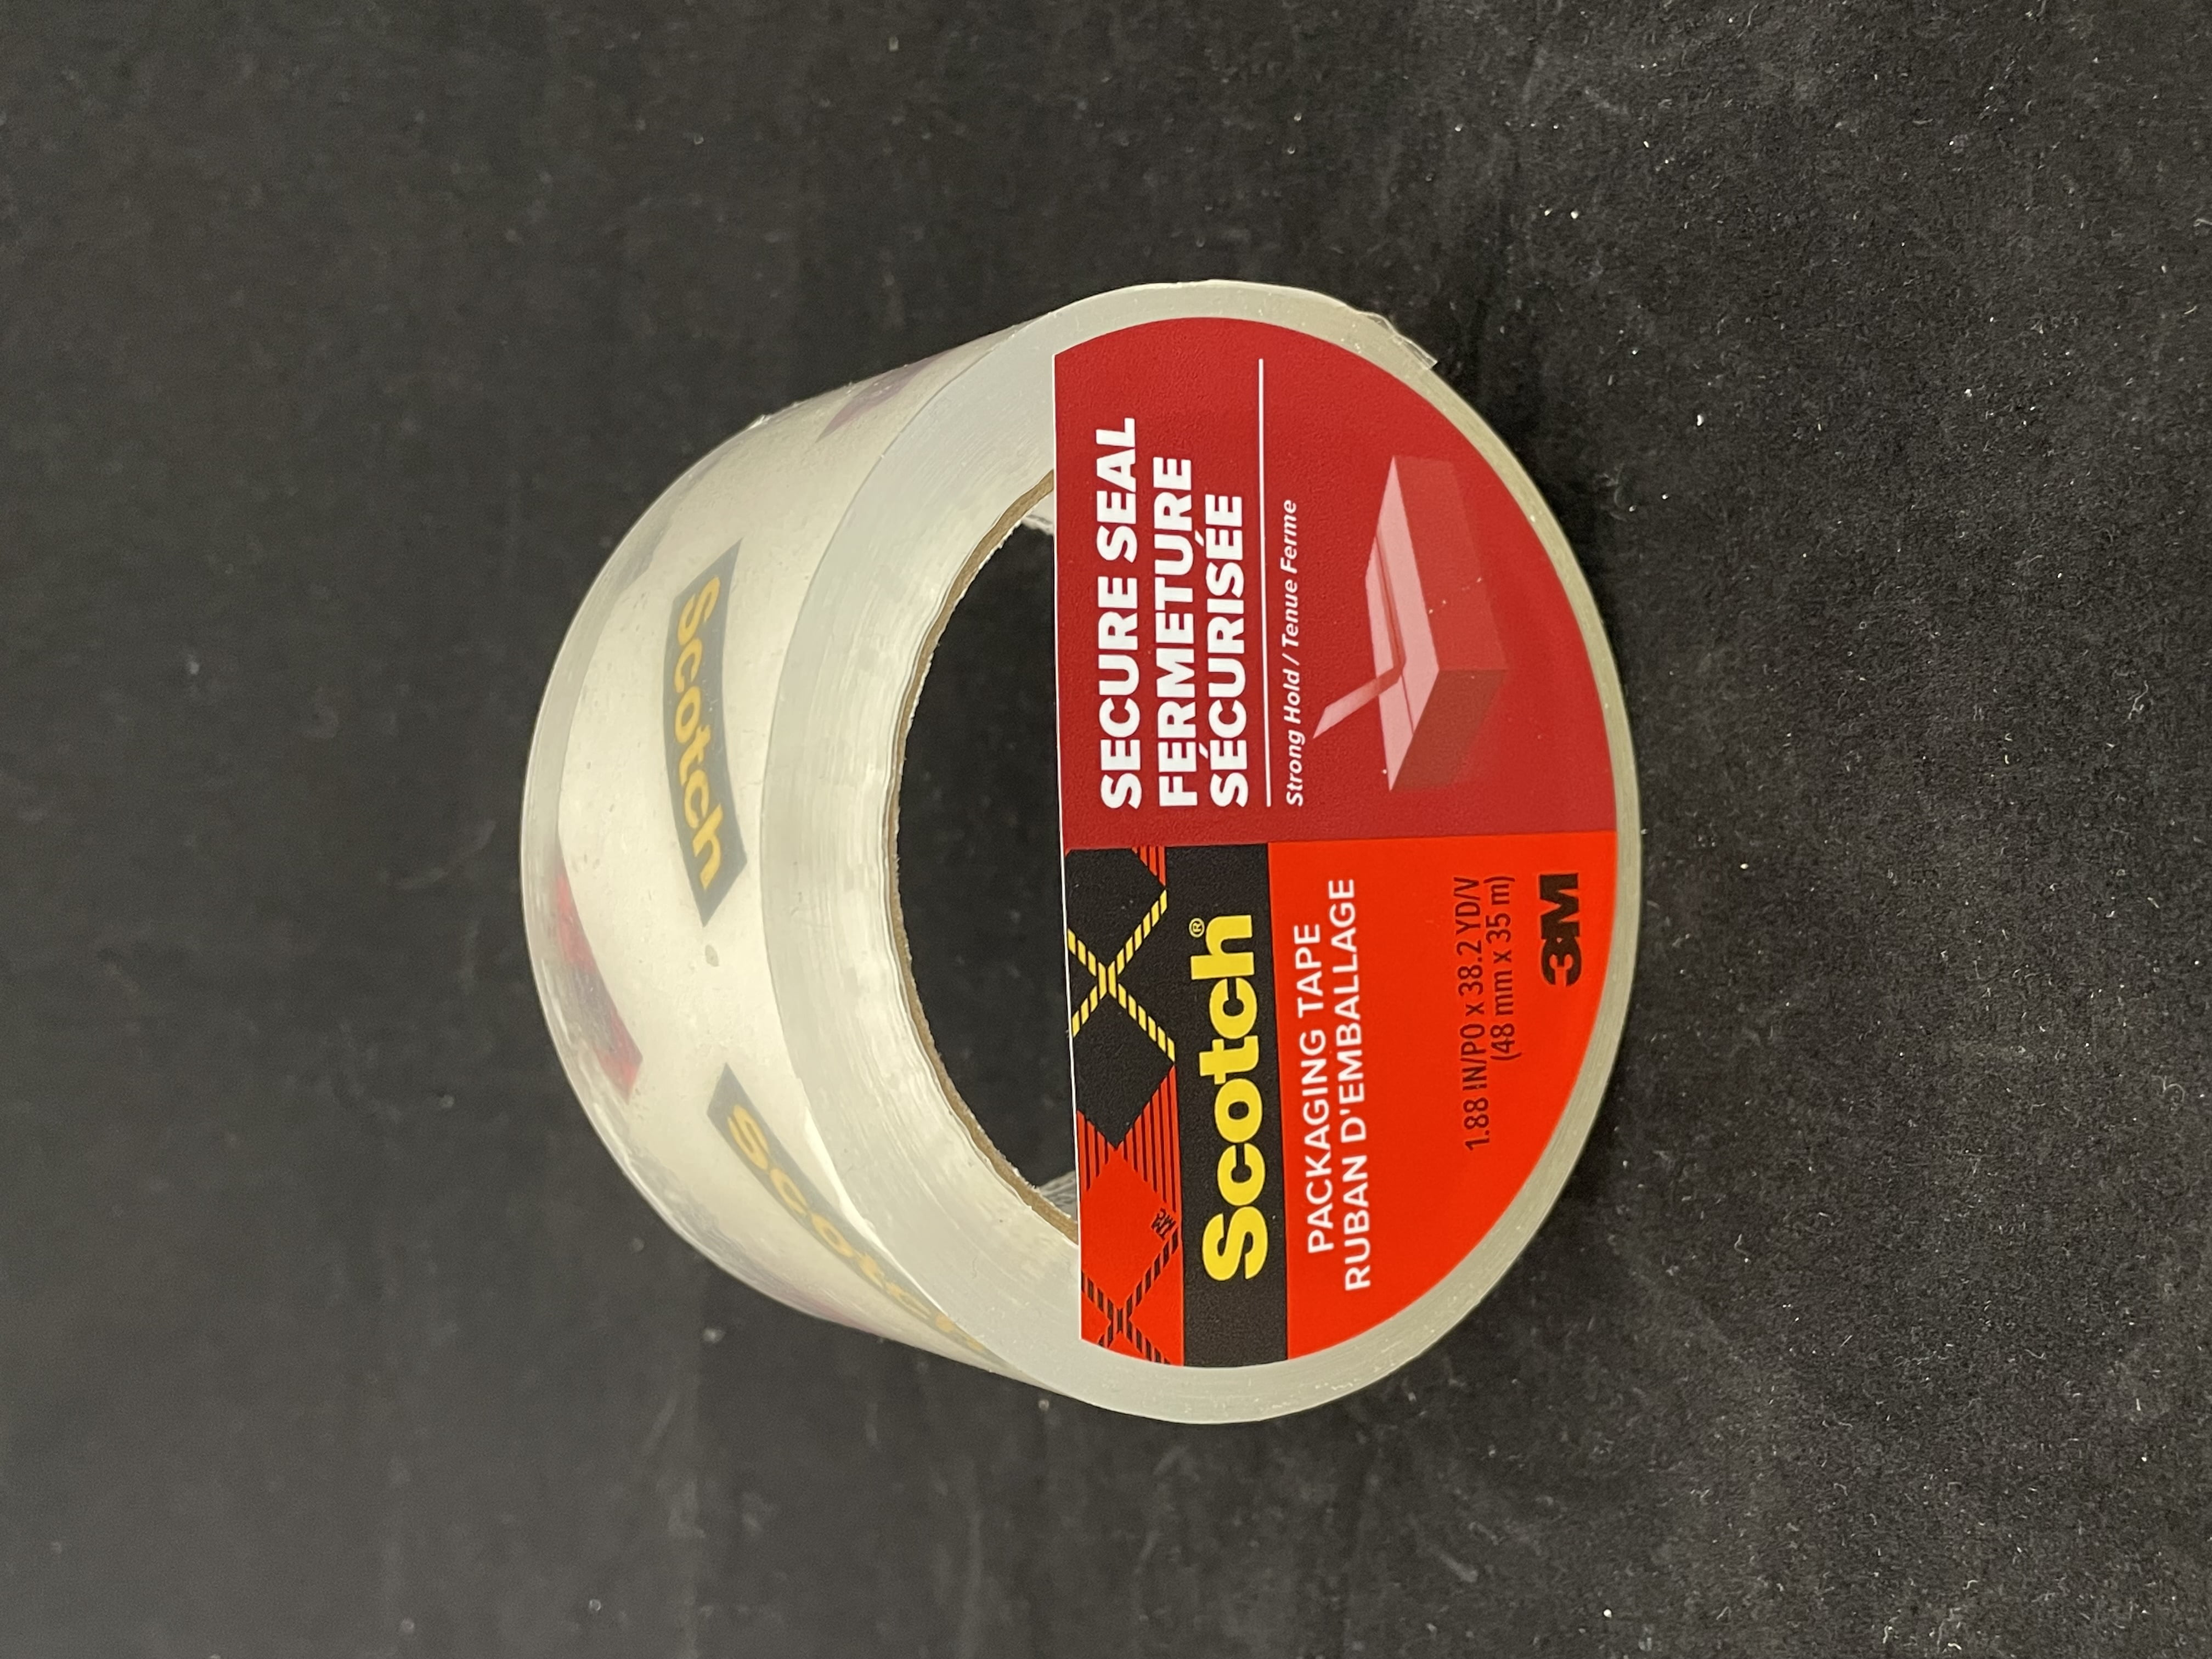 Scotch®
PACKAGING TAPE
RUBAN D'EMBALLAGE
1.88 IN/PO x 38.2 YD/V
(48 mm x 35 m)
3M
SECURE SEAL
FERMETURE
SÉCURISÉE
Strong Hold / Tenue Ferme
Scotch
Scotch